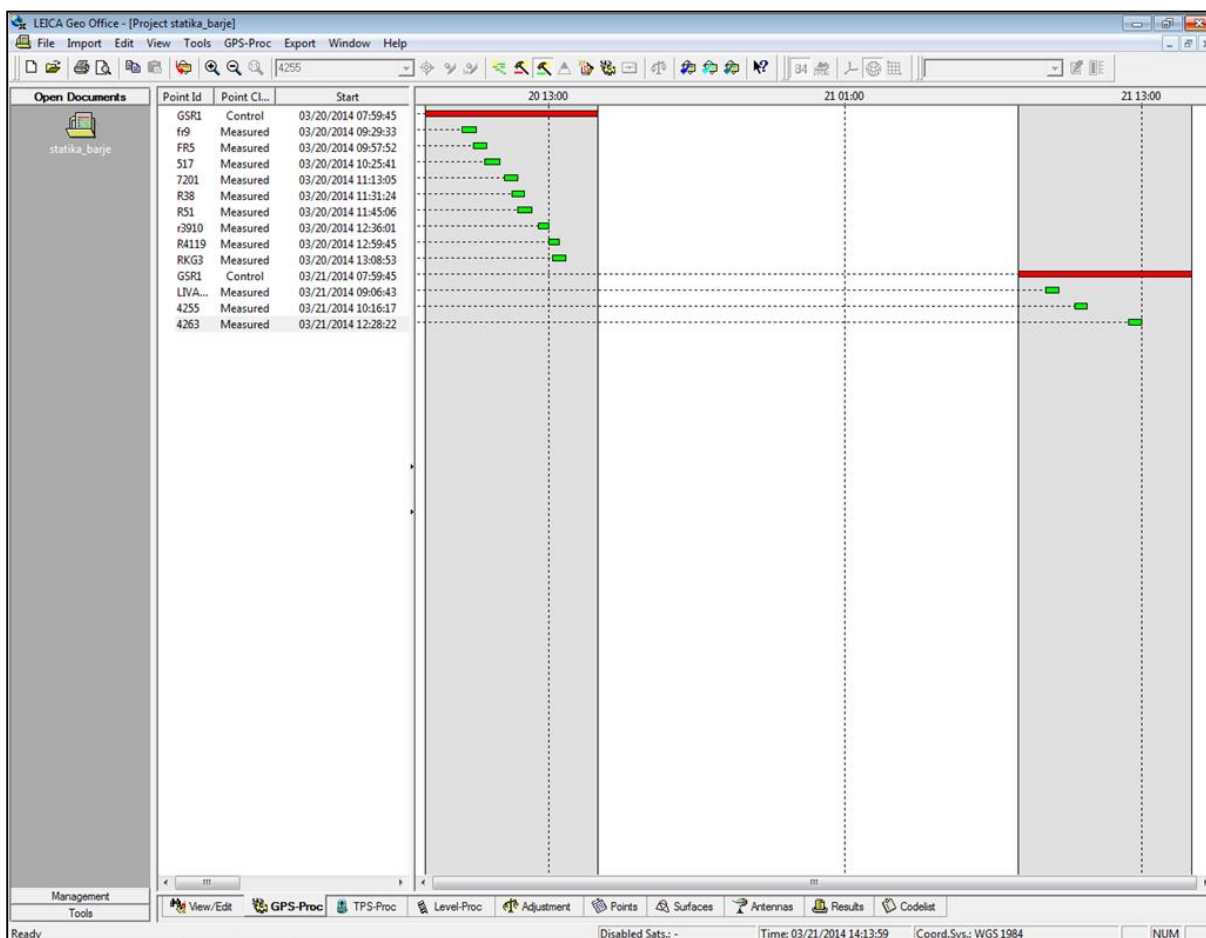 LEICA Geo Office - [Project statika_barje]
File Import Edit View Tools GPS-Proc Export Window Help
4255
Open Documents
statika_barje
Management
Tools
Point Id Point Cl... Start 20 13:00 21 01:00 21 13:00
GSR1 Control 03/20/2014 07:59:45
fr9 Measured 03/20/2014 09:29:33
FR5 Measured 03/20/2014 09:57:52
517 Measured 03/20/2014 10:25:41
7201 Measured 03/20/2014 11:13:05
R38 Measured 03/20/2014 11:31:24
R51 Measured 03/20/2014 11:45:06
r3910 Measured 03/20/2014 12:36:01
R4119 Measured 03/20/2014 12:59:45
RKG3 Measured 03/20/2014 13:08:53
GSR1 Control 03/21/2014 07:59:45
LIVA... Measured 03/21/2014 09:06:43
4255 Measured 03/21/2014 10:16:17
4263 Measured 03/21/2014 12:28:22
View/Edit GPS-Proc TPS-Proc Level-Proc Adjustment Points Surfaces Antennas Results Codelist
Ready Disabled Sats.: - Time: 03/21/2014 14:13:59 Coord.Sys.: WGS 1984 NUM